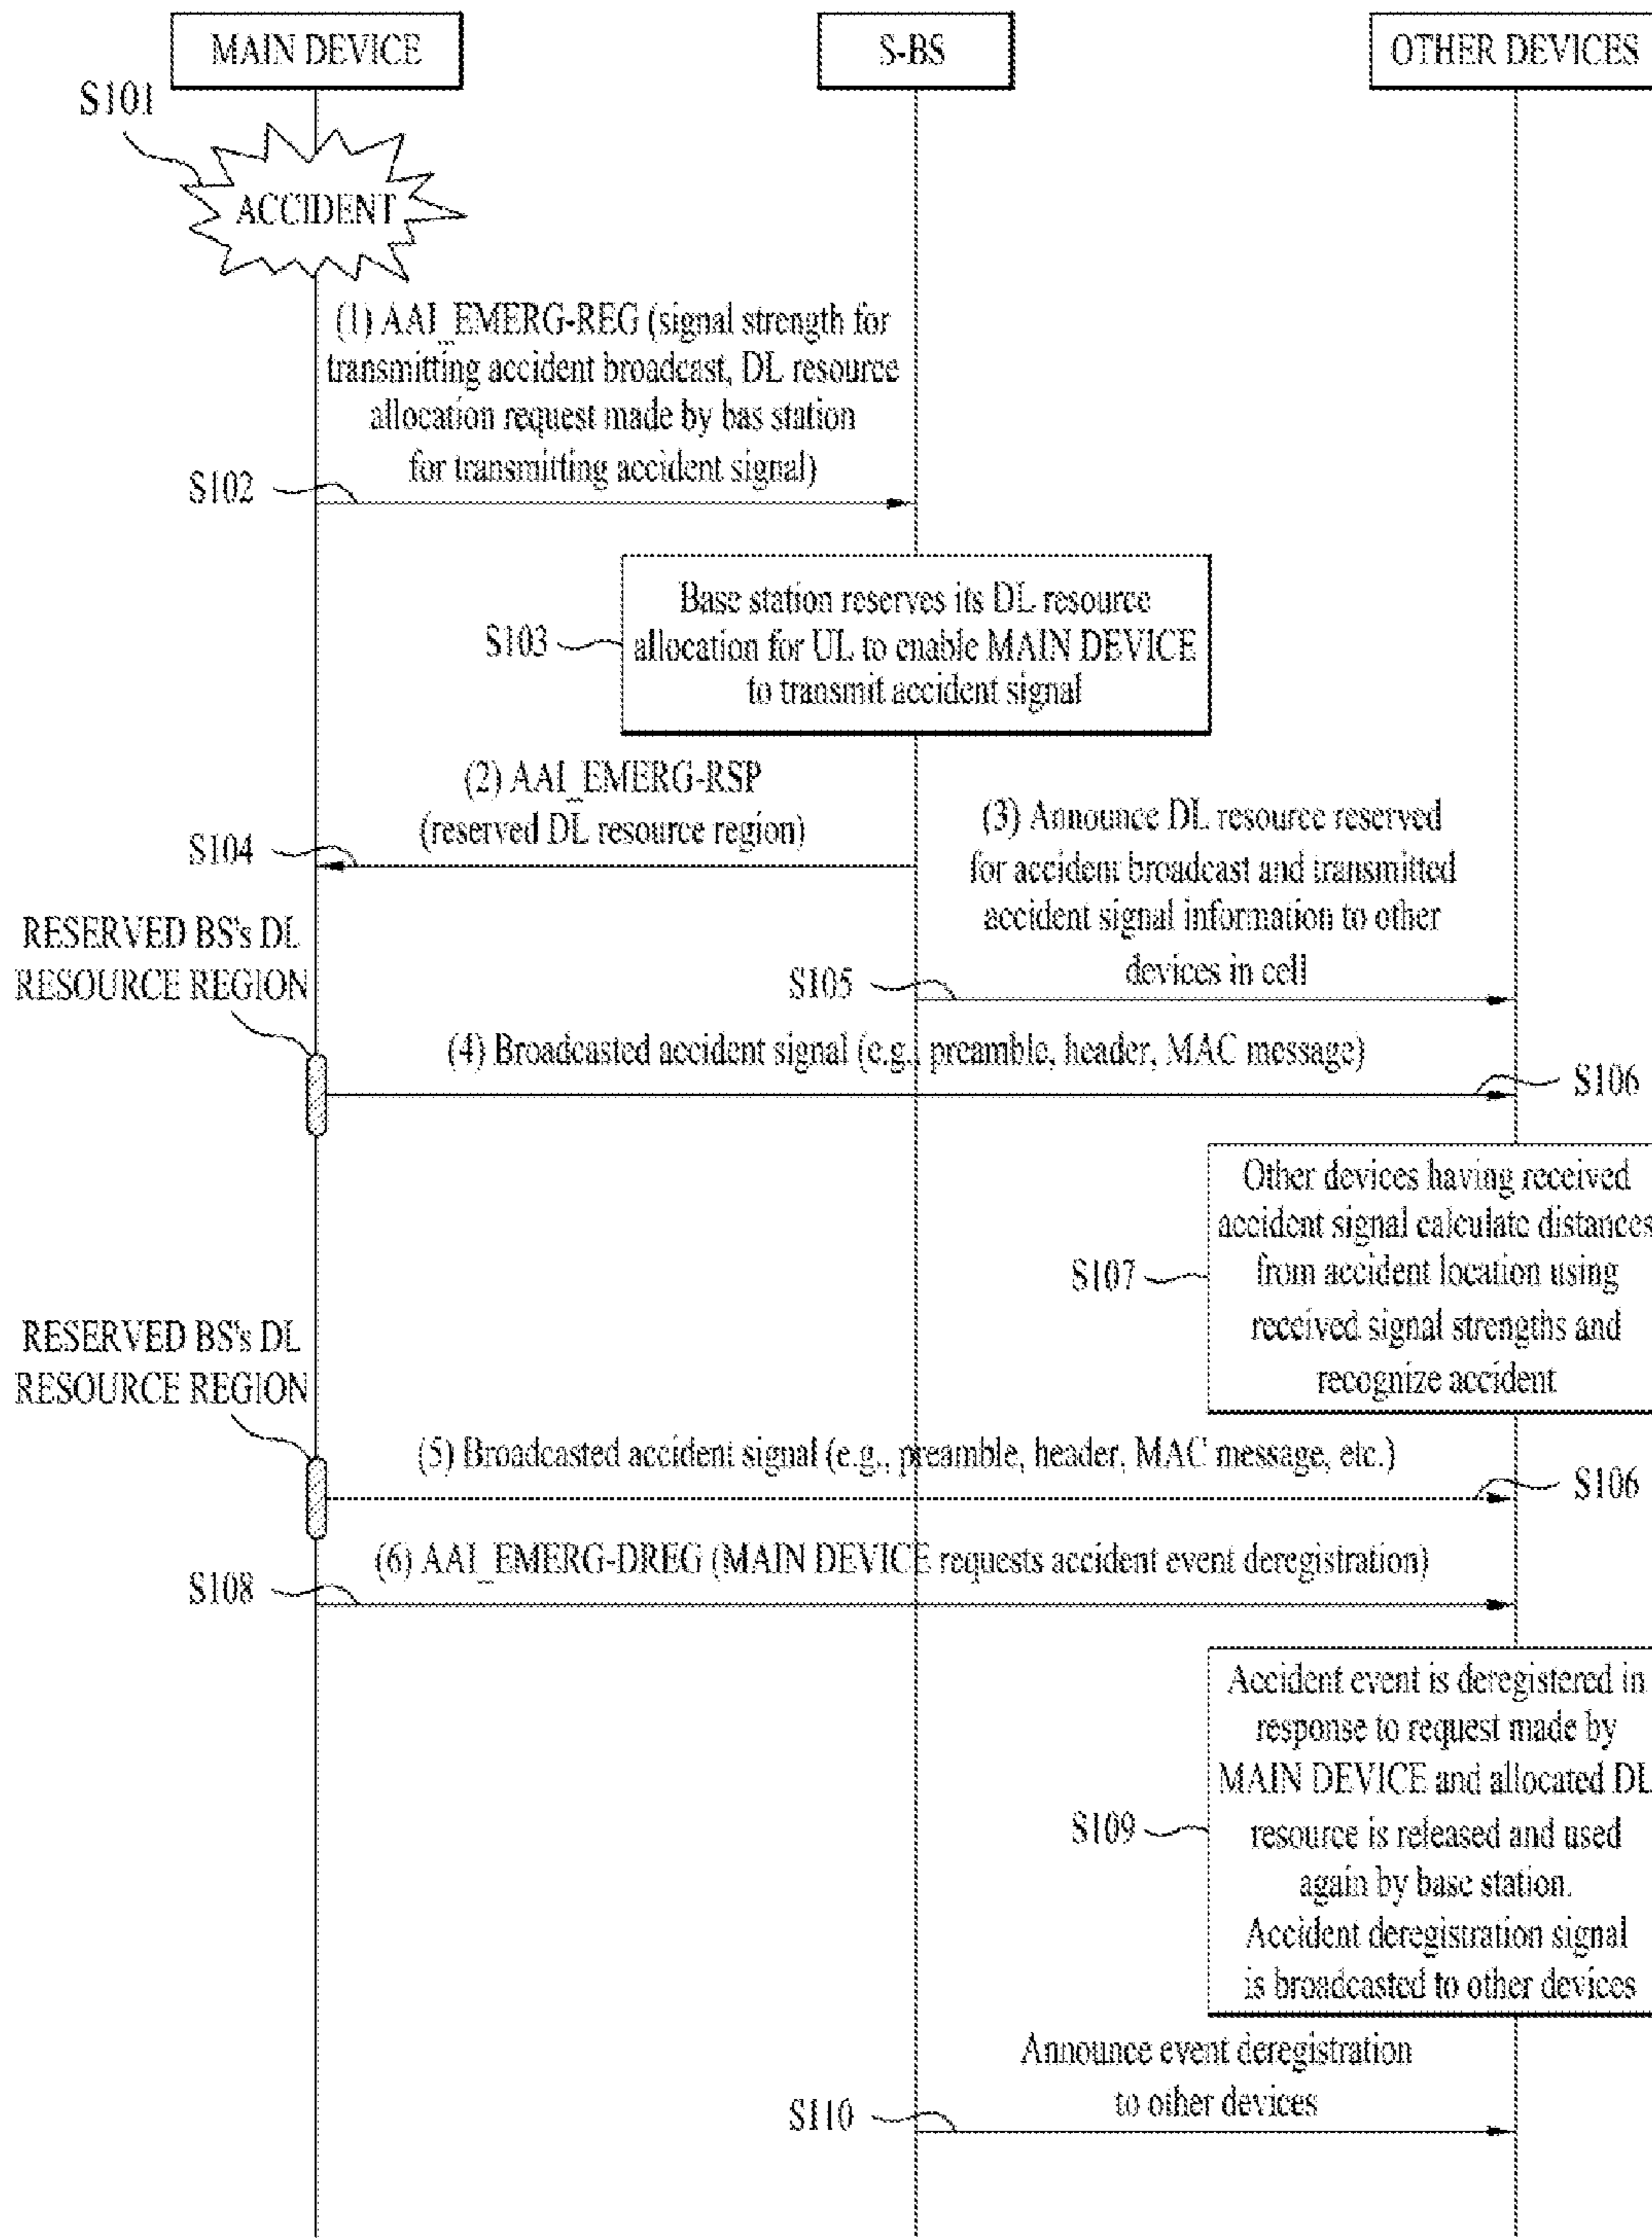 MAIN DEVICE
S-BS
OTHER DEVICES
S101
ACCIDENT
(1) AAI_EMERG-REG (signal strength for
transmitting accident broadcast, DL resource
allocation request made by bas station
for transmitting accident signal)
S102
Base station reserves its DL resource
allocation for UL to enable MAIN DEVICE
to transmit accident signal
S103
(2) AAI_EMERG-RSP
(reserved DL resource region)
S104
(3) Announce DL resource reserved
for accident broadcast and transmitted
accident signal information to other
devices in cell
S105
RESERVED BS's DL
RESOURCE REGION
(4) Broadcasted accident signal (e.g., preamble, header, MAC message)
S106
Other devices having received
accident signal calculate distances
from accident location using
received signal strengths and
recognize accident
S107
RESERVED BS's DL
RESOURCE REGION
(5) Broadcasted accident signal (e.g., preamble, header, MAC message, etc.)
S106
(6) AAI_EMERG-DREG (MAIN DEVICE requests accident event deregistration)
S108
Accident event is deregistered in
response to request made by
MAIN DEVICE and allocated DL
resource is released and used
again by base station.
Accident deregistration signal
is broadcasted to other devices
S109
Announce event deregistration
to other devices
S110